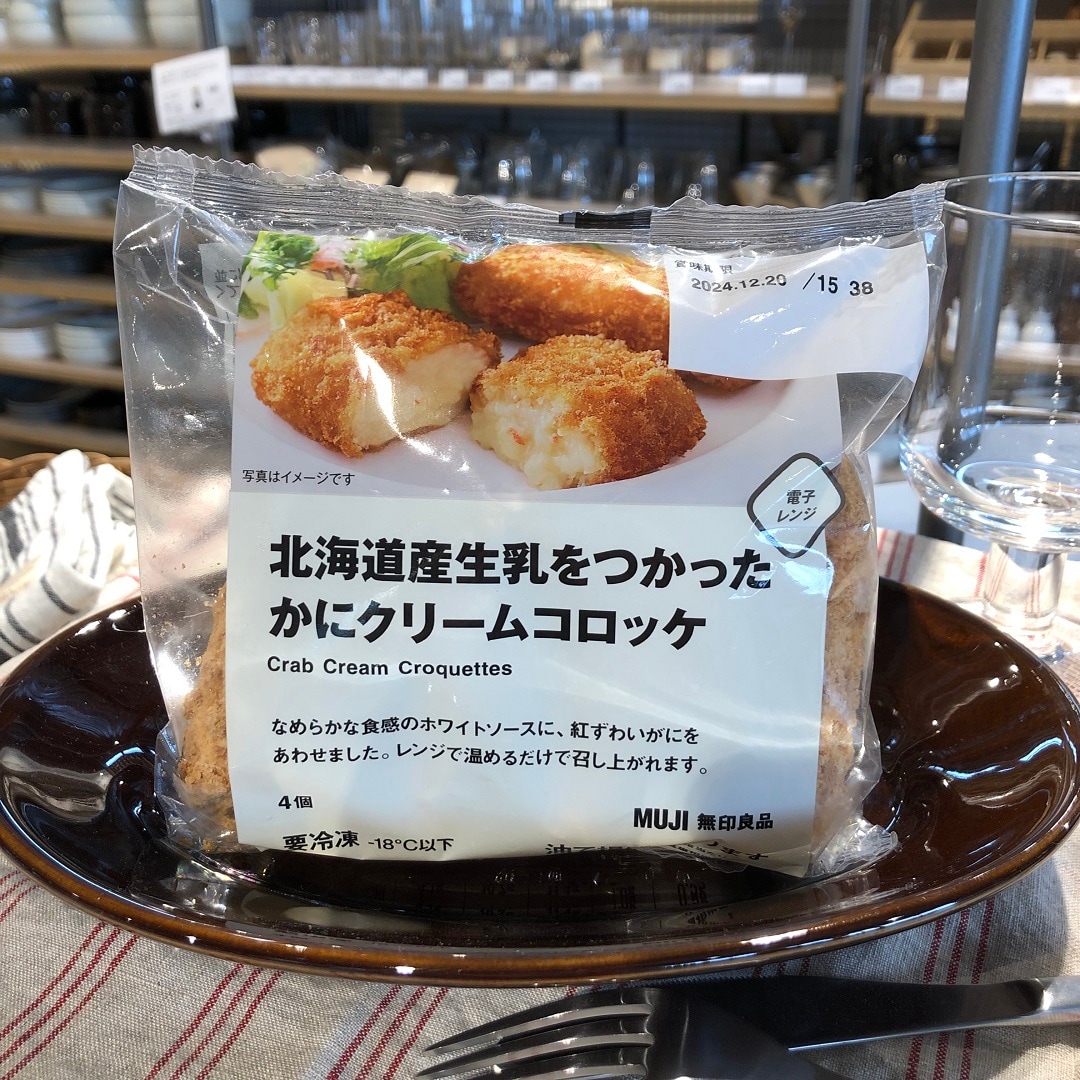 賞味期限
2024.12.20 /15 38
写真はイメージです
電子
レンジ
北海道産生乳をつかった
かにクリームコロッケ
Crab Cream Croquettes
なめらかな食感のホワイトソースに、紅ずわいがにを
あわせました。レンジで温めるだけで召し上がれます。
4個
MUJI 無印良品
要冷凍 -18°C以下